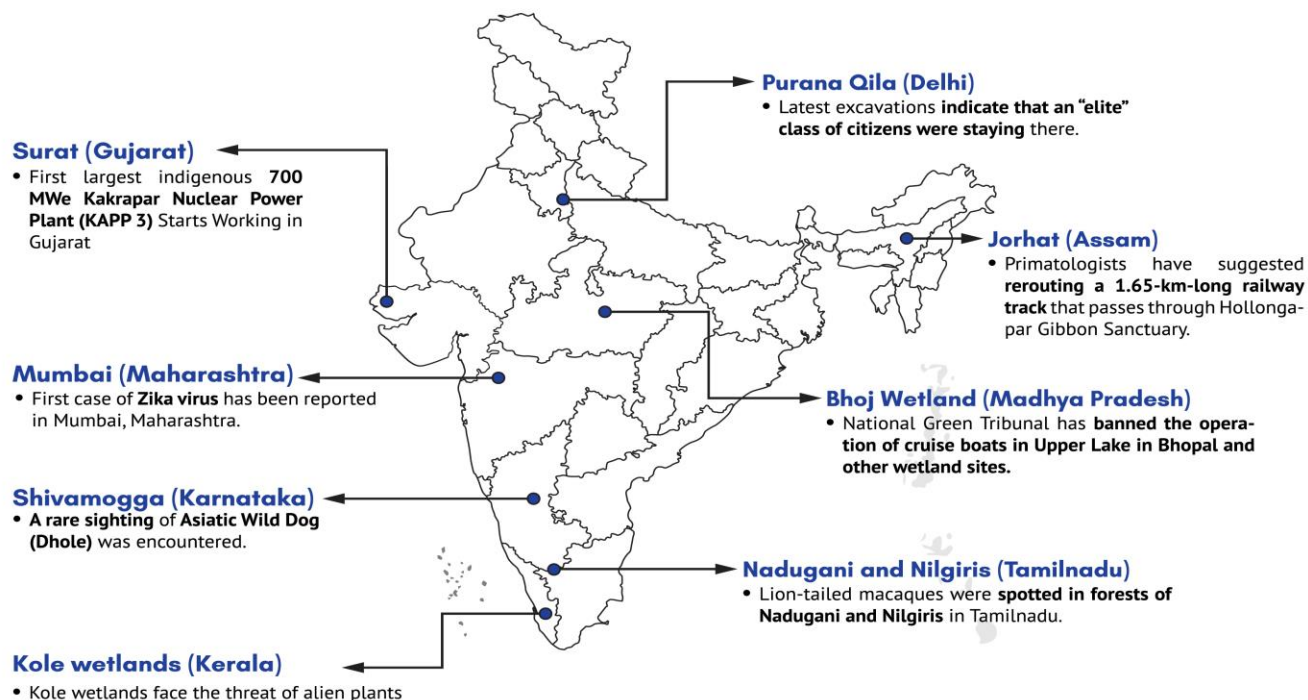 Purana Qila (Delhi)
• Latest excavations indicate that an “elite”
class of citizens were staying there.
Surat (Gujarat)
• First largest indigenous 700
MWe Kakrapar Nuclear Power
Plant (KAPP 3) Starts Working in
Gujarat
Jorhat (Assam)
• Primatologists have suggested
rerouting a 1.65-km-long railway
track that passes through Hollonga-
par Gibbon Sanctuary.
Mumbai (Maharashtra)
• First case of Zika virus has been reported
in Mumbai, Maharashtra.
Bhoj Wetland (Madhya Pradesh)
• National Green Tribunal has banned the opera-
tion of cruise boats in Upper Lake in Bhopal and
other wetland sites.
Shivamogga (Karnataka)
• A rare sighting of Asiatic Wild Dog
(Dhole) was encountered.
Nadugani and Nilgiris (Tamilnadu)
• Lion-tailed macaques were spotted in forests of
Nadugani and Nilgiris in Tamilnadu.
Kole wetlands (Kerala)
• Kole wetlands face the threat of alien plants